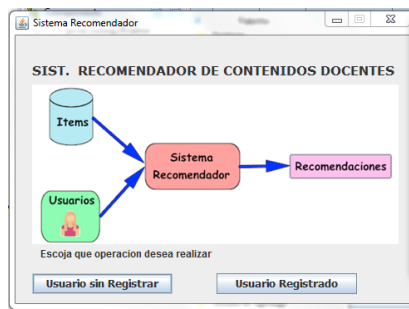 Sistema Recomendador
SIST. RECOMENDADOR DE CONTENIDOS DOCENTES
Items
Sistema
Recomendador
Recomendaciones
Usuarios
Escoja que operacion desea realizar
Usuario sin Registrar
Usuario Registrado